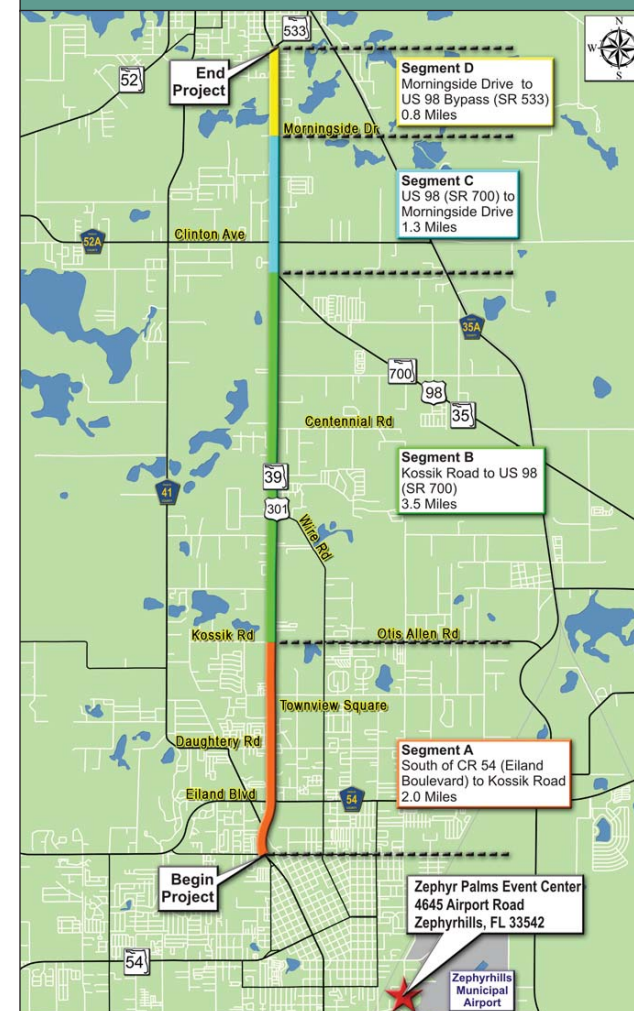 533
N
W
S
52
End
Project
Segment D
Morningside Drive to
US 98 Bypass (SR 533)
0.8 Miles
Morningside Dr
Segment C
US 98 (SR 700) to
Morningside Drive
1.3 Miles
52A
Clinton Ave
35A
700
98
35
Centennial Rd
Segment B
Kossik Road to US 98
(SR 700)
3.5 Miles
39
41
301
Wire Rd
Kossik Rd
Otis Allen Rd
Townview Square
Daughtery Rd
Segment A
South of CR 54 (Eiland
Boulevard) to Kossik Road
2.0 Miles
Eiland Blvd
54
Begin
Project
Zephyr Palms Event Center
4645 Airport Road
Zephyrhills, FL 33542
54
Zephyrhills
Municipal
Airport